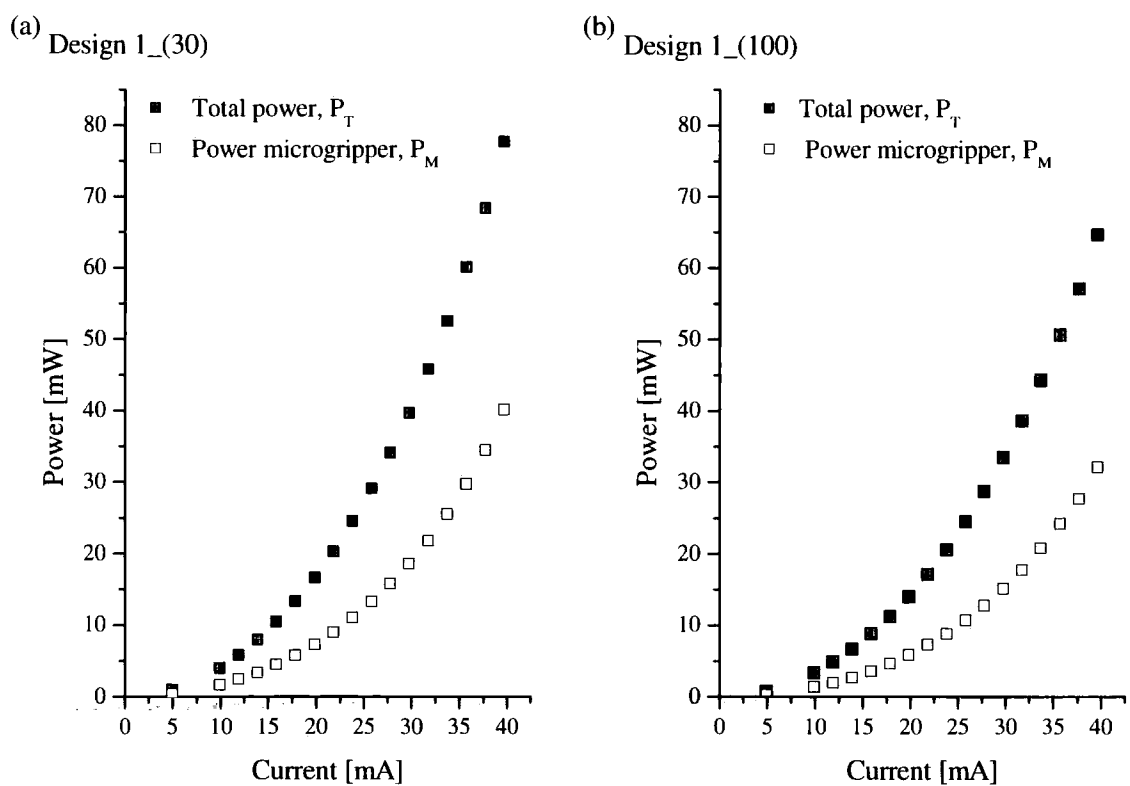 (a) Design 1_(30)
Total power, P_T
Power microgripper, P_M
80
70
60
50
40
30
20
10
0
Power [mW]
0 5 10 15 20 25 30 35 40
Current [mA]
(b) Design 1_(100)
Total power, P_T
Power microgripper, P_M
80
70
60
50
40
30
20
10
0
Power [mW]
0 5 10 15 20 25 30 35 40
Current [mA]